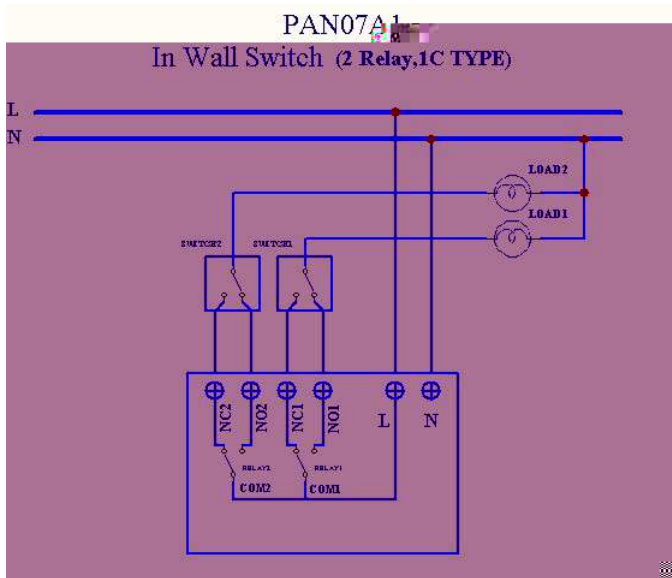 PAN07A1
In Wall Switch (2 Relay,1C TYPE)
L
N
LOAD2
LOAD1
SWITCH2 SWITCH1
NC2 NO2 NC1 NO1 L N
RELAY2 RELAY1
COM2 COM1